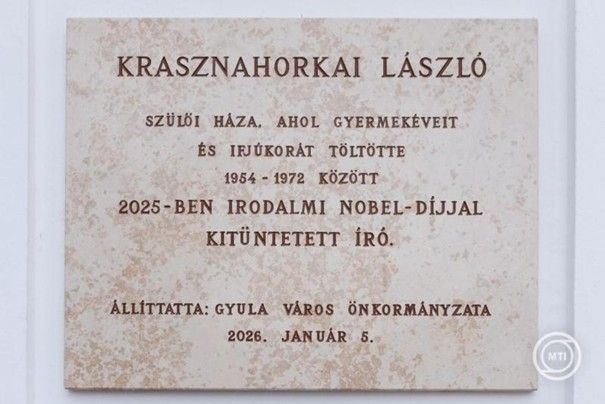 KRASZNAHORKAI LÁSZLÓ
SZÜLŐI HÁZA, AHOL GYERMEKÉVEIT
ÉS IFJÚKORÁT TÖLTÖTTE
1954 - 1972 KÖZÖTT
2025-BEN IRODALMI NOBEL-DÍJJAL
KITÜNTETETT ÍRÓ.
ÁLLÍTTATTA: GYULA VÁROS ÖNKORMÁNYZATA
2026. JANUÁR 5.
MTI